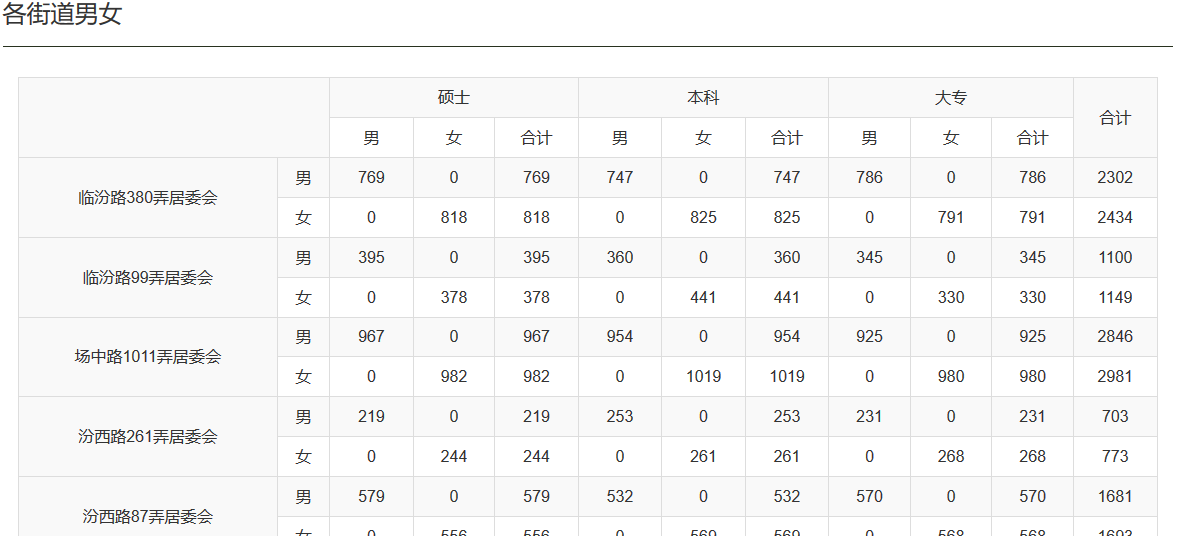 各街道男女
硕士 本科 大专 合计
男 女 合计 男 女 合计 男 女 合计
临汾路380弄居委会 男 769 0 769 747 0 747 786 0 786 2302
女 0 818 818 0 825 825 0 791 791 2434
临汾路99弄居委会 男 395 0 395 360 0 360 345 0 345 1100
女 0 378 378 0 441 441 0 330 330 1149
场中路1011弄居委会 男 967 0 967 954 0 954 925 0 925 2846
女 0 982 982 0 1019 1019 0 980 980 2981
汾西路261弄居委会 男 219 0 219 253 0 253 231 0 231 703
女 0 244 244 0 261 261 0 268 268 773
汾西路87弄居委会 男 579 0 579 532 0 532 570 0 570 1681
女 0 556 556 0 569 569 0 568 568 1693